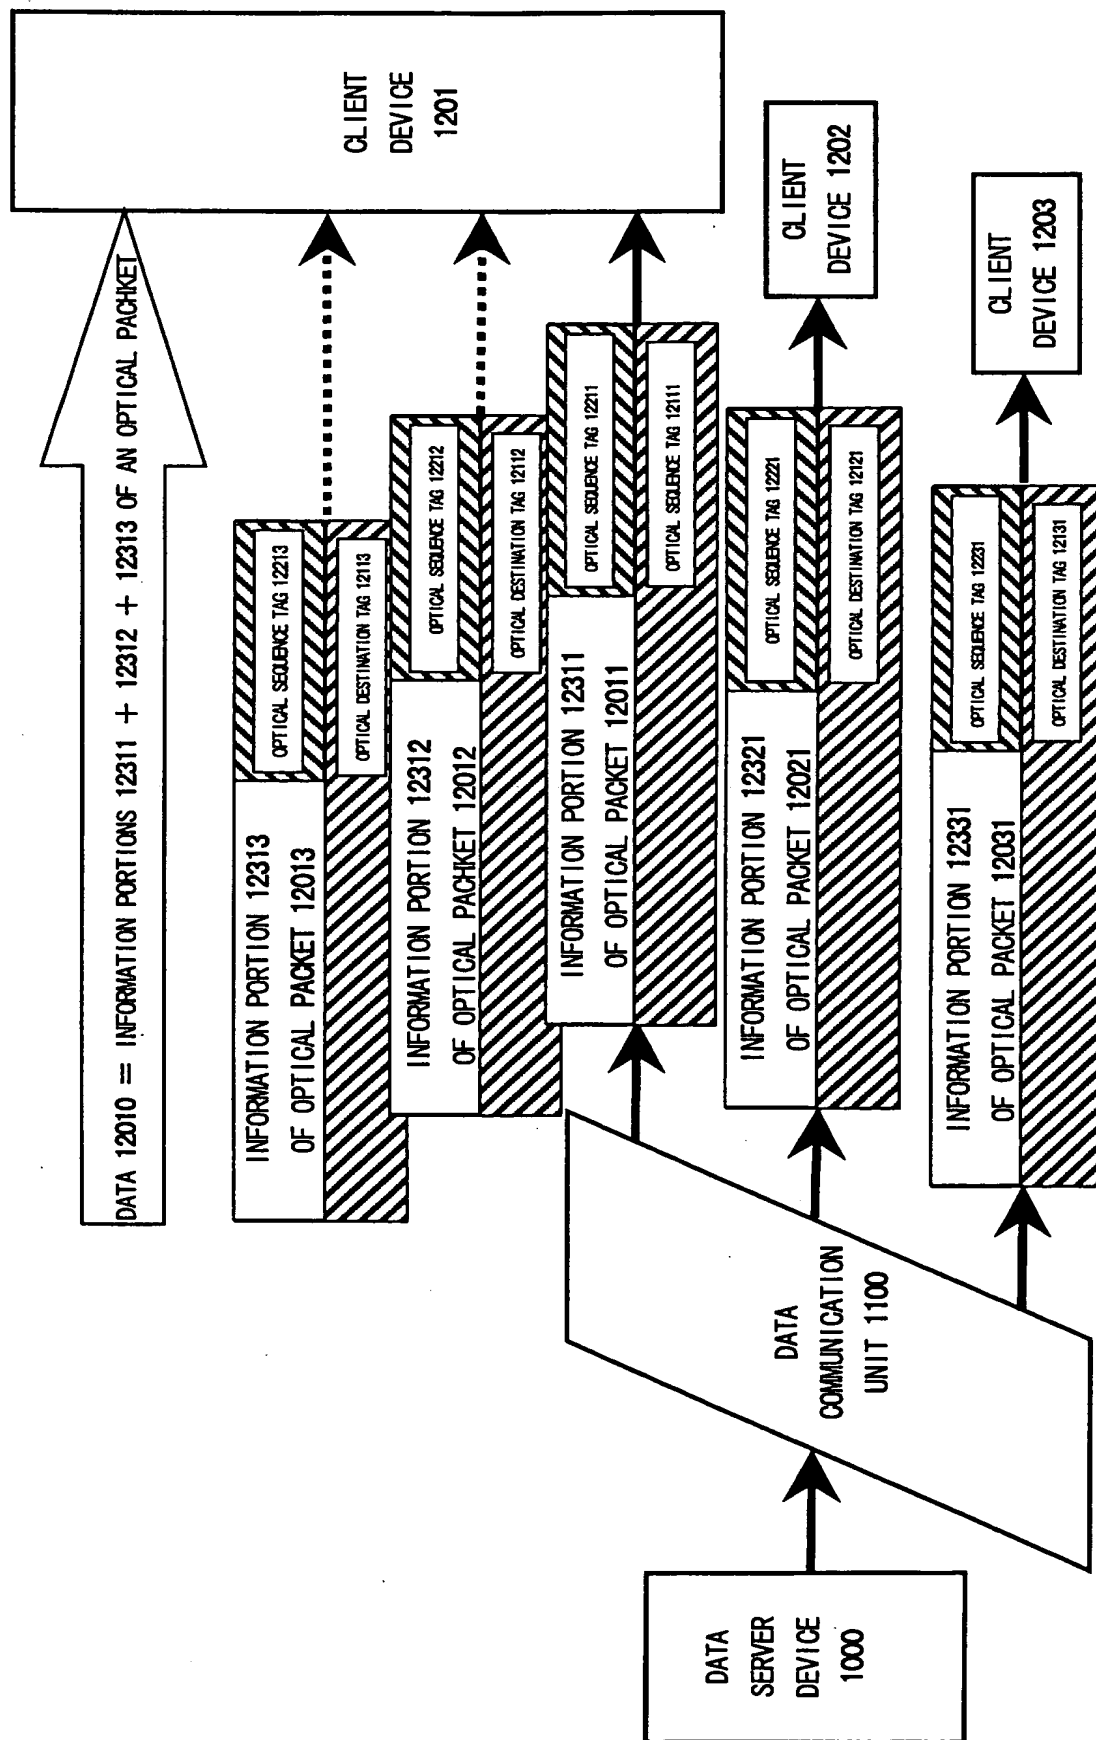 DATA 12010 = INFORMATION PORTIONS 12311 + 12312 + 12313 OF AN OPTICAL PACHKET
CLIENT
DEVICE
1201
INFORMATION PORTION 12313
OF OPTICAL PACKET 12013
OPTICAL SEQUENCE TAG 12213
OPTICAL DESTINATION TAG 12113
INFORMATION PORTION 12312
OF OPTICAL PACHKET 12012
OPTICAL SEQUENCE TAG 12212
OPTICAL DESTINATION TAG 12112
INFORMATION PORTION 12311
OF OPTICAL PACKET 12011
OPTICAL SEQUENCE TAG 12211
OPTICAL SEQUENCE TAG 12111
INFORMATION PORTION 12321
OF OPTICAL PACKET 12021
OPTICAL SEQUENCE TAG 12221
OPTICAL DESTINATION TAG 12121
CLIENT
DEVICE 1202
INFORMATION PORTION 12331
OF OPTICAL PACKET 12031
OPTICAL SEQUENCE TAG 12231
OPTICAL DESTINATION TAG 12131
CLIENT
DEVICE 1203
DATA
COMMUNICATION
UNIT 1100
DATA
SERVER
DEVICE
1000